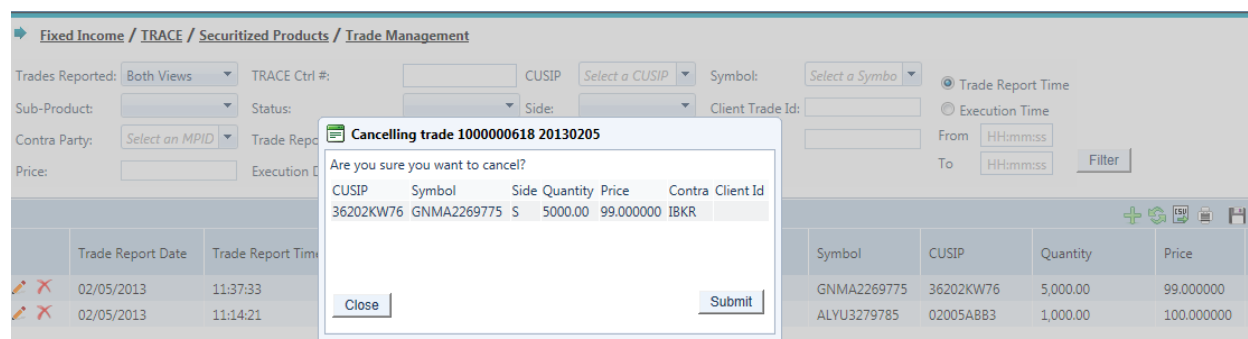 Fixed Income / TRACE / Securitized Products / Trade Management
Trades Reported: Both Views TRACE Ctrl #: CUSIP Select a CUSIP Symbol: Select a Symbo Trade Report Time
Sub-Product: Status: Side: Client Trade Id: Execution Time
Contra Party: Select an MPID Trade Repo From HH:mm:ss
Price: Execution D To HH:mm:ss Filter
Cancelling trade 1000000618 20130205
Are you sure you want to cancel?
CUSIP Symbol Side Quantity Price Contra Client Id
36202KW76 GNMA2269775 S 5000.00 99.000000 IBKR
Close Submit
CSV
Trade Report Date Trade Report Time Symbol CUSIP Quantity Price
02/05/2013 11:37:33 GNMA2269775 36202KW76 5,000.00 99.000000
02/05/2013 11:14:21 ALYU3279785 02005ABB3 1,000.00 100.000000